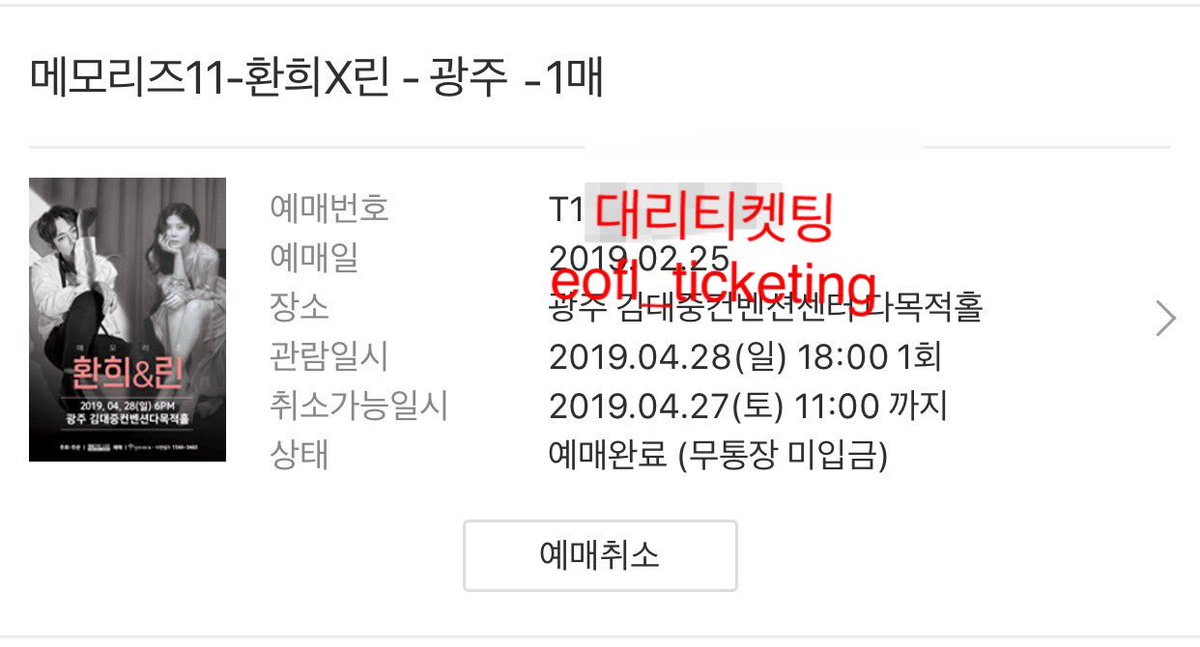 메모리즈11-환희X린 - 광주 -1매
예매번호 T1
대리티켓팅
예매일 2019.02.25
eofl_ticketing
장소 광주 김대중컨벤션센터 다목적홀
관람일시 2019.04.28(일) 18:00 1회
취소가능일시 2019.04.27(토) 11:00 까지
상태 예매완료 (무통장 미입금)
메모리즈
환희&린
2019. 04. 28(일) 6PM
광주 김대중컨벤션다목적홀
예매취소